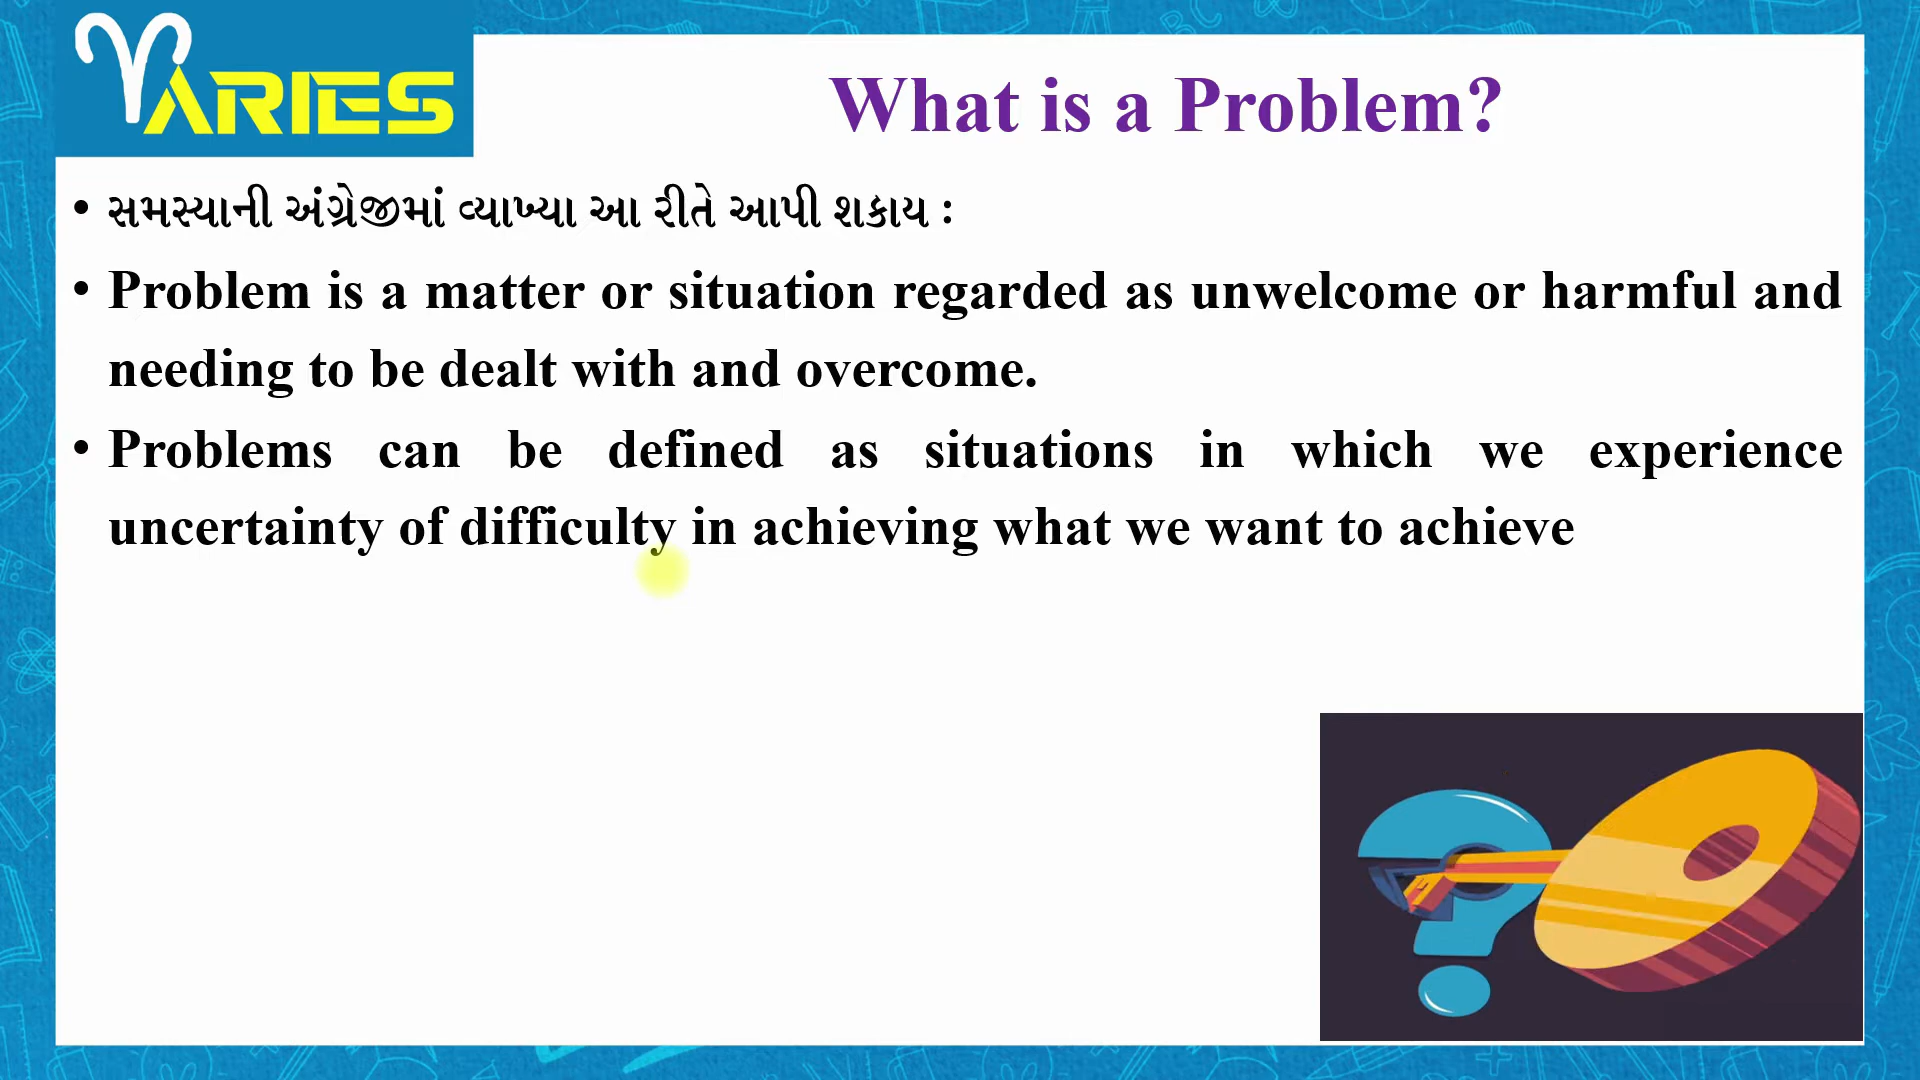 ARIES
What is a Problem?
• સમસ્યાની અંગ્રેજીમાં વ્યાખ્યા આ રીતે આપી શકાય :
• Problem is a matter or situation regarded as unwelcome or harmful and
needing to be dealt with and overcome.
• Problems can be defined as situations in which we experience
uncertainty of difficulty in achieving what we want to achieve